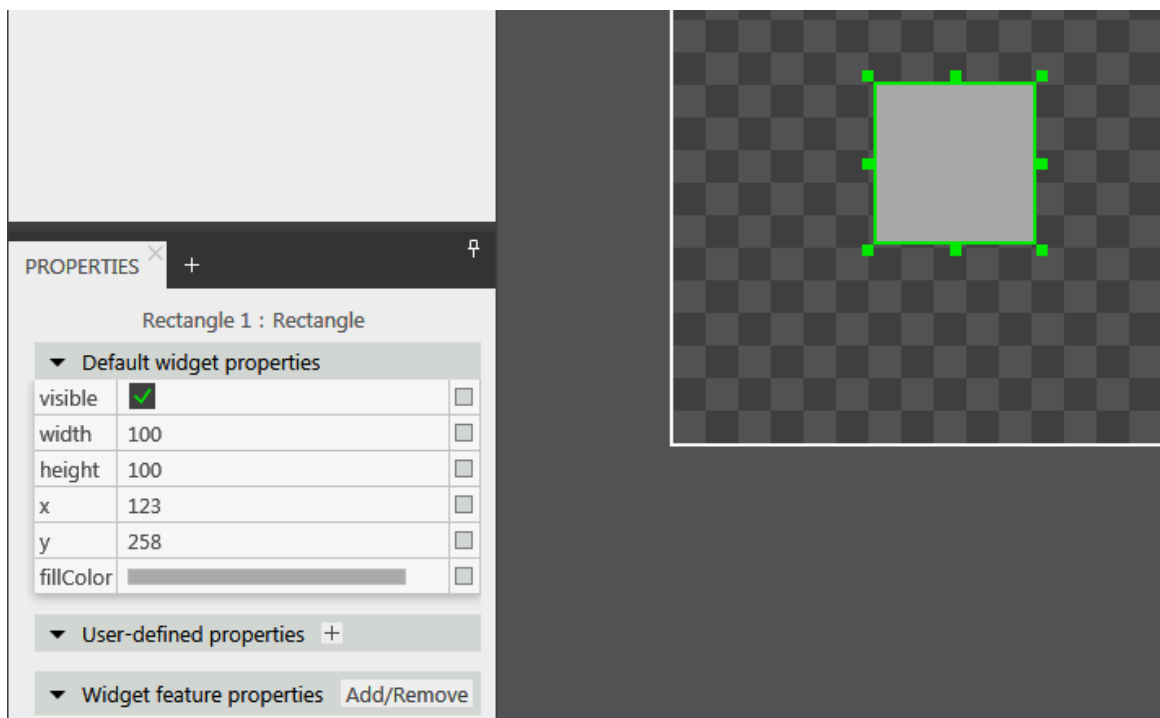 PROPERTIES
Rectangle 1 : Rectangle
Default widget properties
visible
width 100
height 100
x 123
y 258
fillColor
User-defined properties +
Widget feature properties Add/Remove